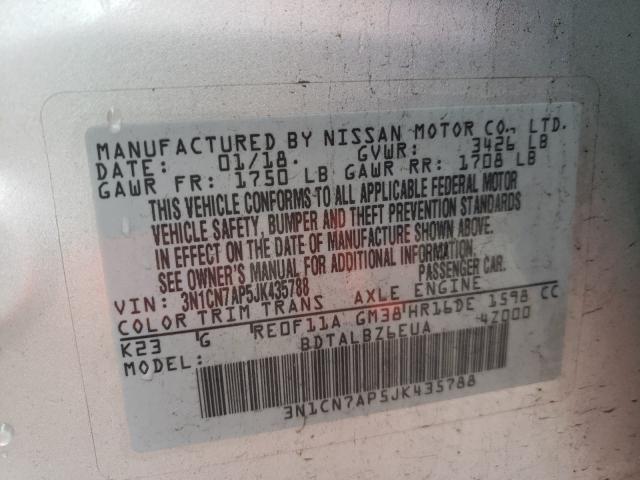 MANUFACTURED BY NISSAN MOTOR CO., LTD.
DATE: 01/18. GVWR: 3426 LB
GAWR FR: 1750 LB GAWR RR: 1708 LB
THIS VEHICLE CONFORMS TO ALL APPLICABLE FEDERAL MOTOR
VEHICLE SAFETY, BUMPER AND THEFT PREVENTION STANDARDS
IN EFFECT ON THE DATE OF MANUFACTURE SHOWN ABOVE.
SEE OWNER'S MANUAL FOR ADDITIONAL INFORMATION.
VIN: 3N1CN7AP5JK435788 PASSENGER CAR.
COLOR TRIM TRANS AXLE ENGINE
K23 G RE0F11A GM38 HR16DE 1598 CC
MODEL: BDTALBZ6EUA 4Z000
3N1CN7AP5JK435788